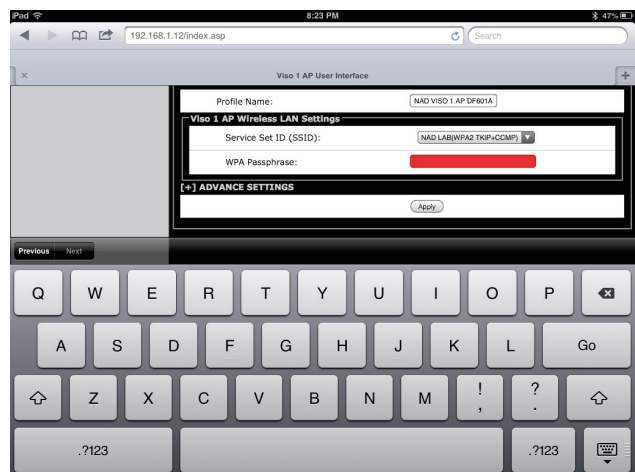 iPad 8:23 PM 47%
192.168.1.12/index.asp Search
Viso 1 AP User Interface
Profile Name: NAD VISO 1 AP DF601A
Viso 1 AP Wireless LAN Settings
Service Set ID (SSID): NAD LAB(WPA2 TKIP+CCMP)
WPA Passphrase:
[+] ADVANCE SETTINGS
Apply
Previous Next
Q W E R T Y U I O P
A S D F G H J K L Go
Z X C V B N M ! , ? .
.?123 .?123